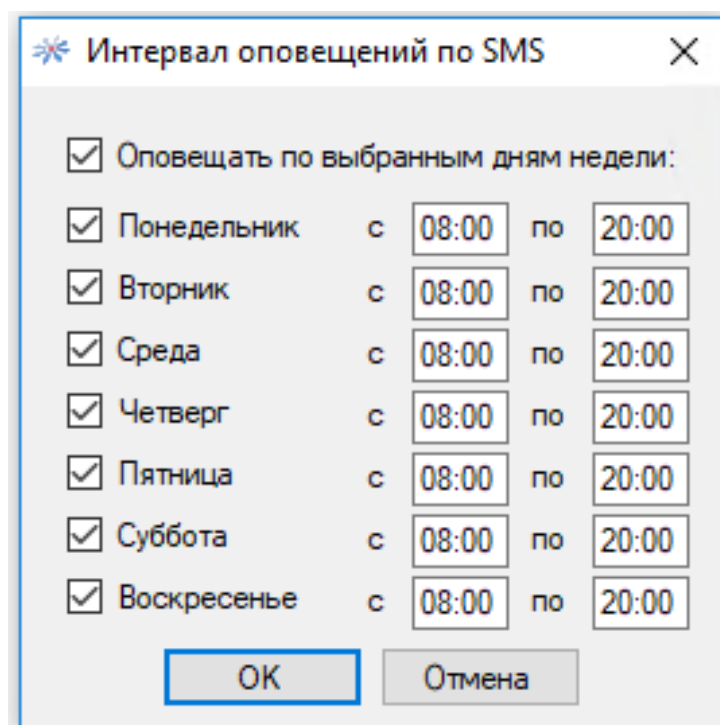 Интервал оповещений по SMS
Оповещать по выбранным дням недели:
Понедельник с 08:00 по 20:00
Вторник с 08:00 по 20:00
Среда с 08:00 по 20:00
Четверг с 08:00 по 20:00
Пятница с 08:00 по 20:00
Суббота с 08:00 по 20:00
Воскресенье с 08:00 по 20:00
OK Отмена